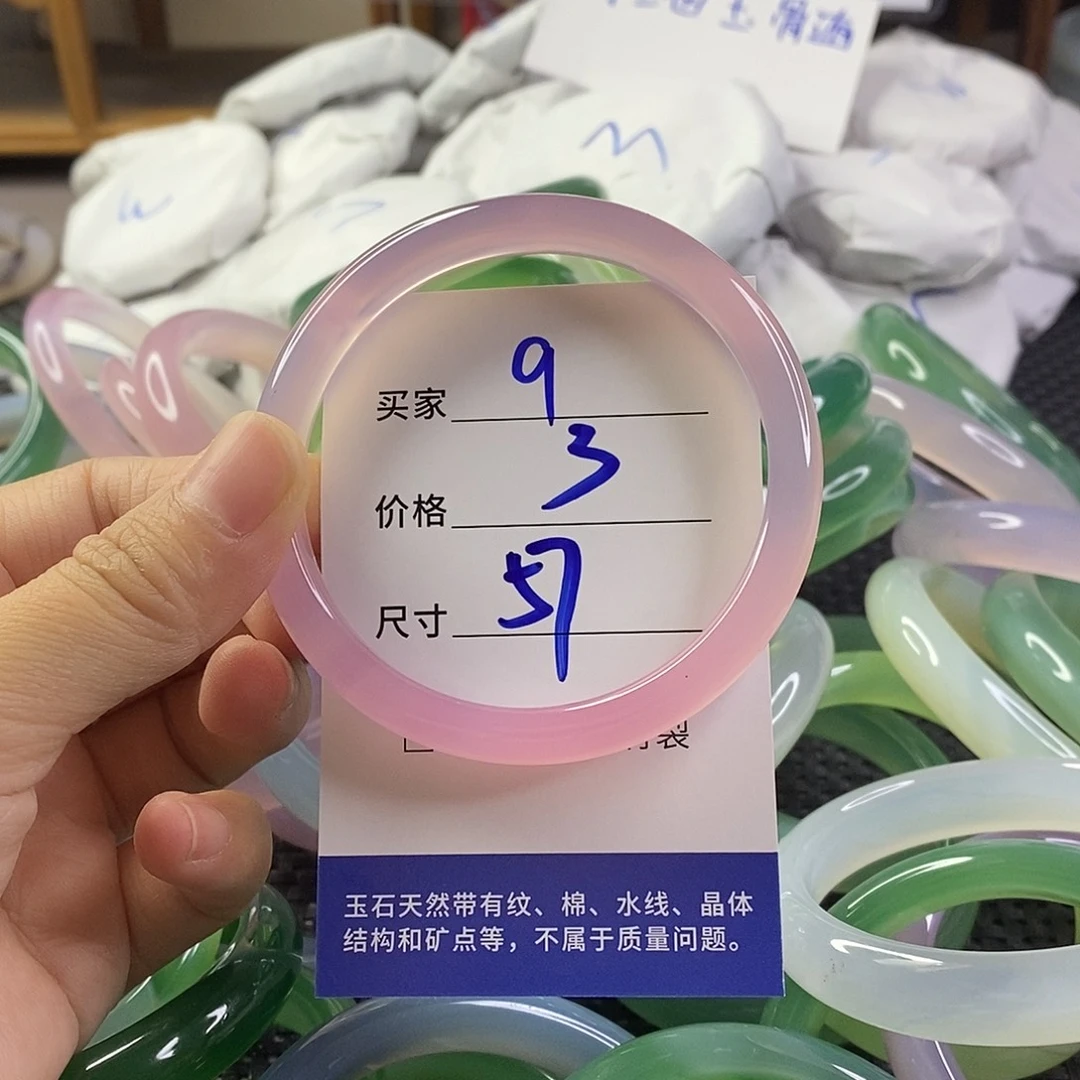 M
买家 9
价格 3
尺寸 57
玉石天然带有纹、棉、水线、晶体
结构和矿点等，不属于质量问题。